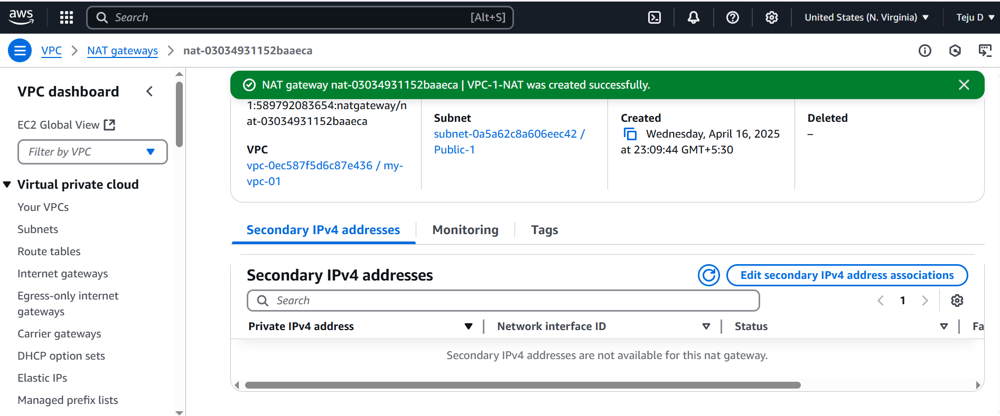 aws
Search
[Alt+S]
United States (N. Virginia)
Teju D
VPC
NAT gateways
nat-03034931152baaeca
VPC dashboard
EC2 Global View
Filter by VPC
Virtual private cloud
Your VPCs
Subnets
Route tables
Internet gateways
Egress-only internet
gateways
Carrier gateways
DHCP option sets
Elastic IPs
Managed prefix lists
NAT gateway nat-03034931152baaeca | VPC-1-NAT was created successfully.
1:589792083654:natgateway/n
at-03034931152baaeca
VPC
vpc-0ec587f5d6c87e436 / my-
vpc-01
Subnet
subnet-0a5a62c8a606eec42 /
Public-1
Created
Wednesday, April 16, 2025
at 23:09:44 GMT+5:30
Deleted
–
Secondary IPv4 addresses
Monitoring
Tags
Secondary IPv4 addresses
Edit secondary IPv4 address associations
Search
1
Private IPv4 address
Network interface ID
Status
Fa
Secondary IPv4 addresses are not available for this nat gateway.